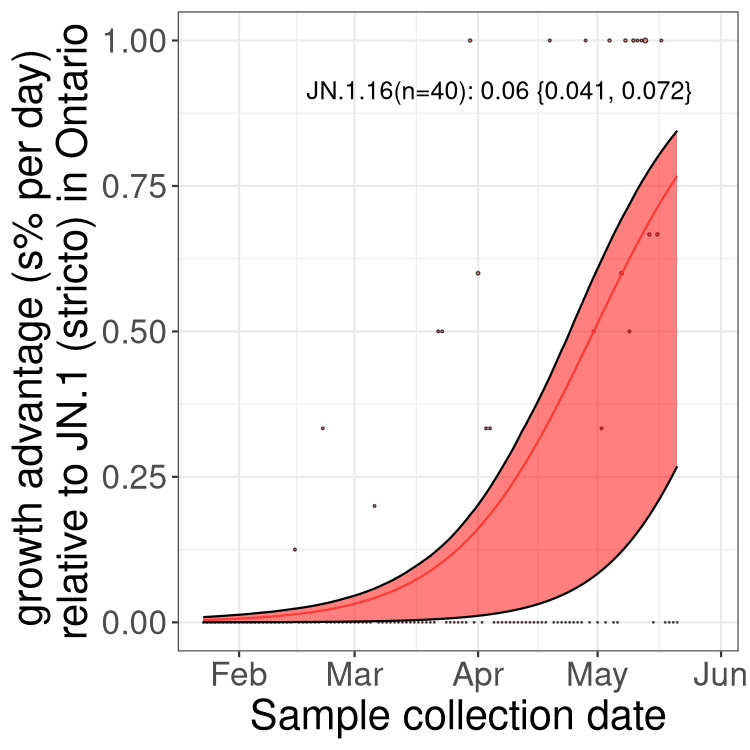 growth advantage (s% per day)
relative to JN.1 (stricto) in Ontario
1.00
0.75
0.50
0.25
0.00
JN.1.16(n=40): 0.06 {0.041, 0.072}
Feb Mar Apr May Jun
Sample collection date